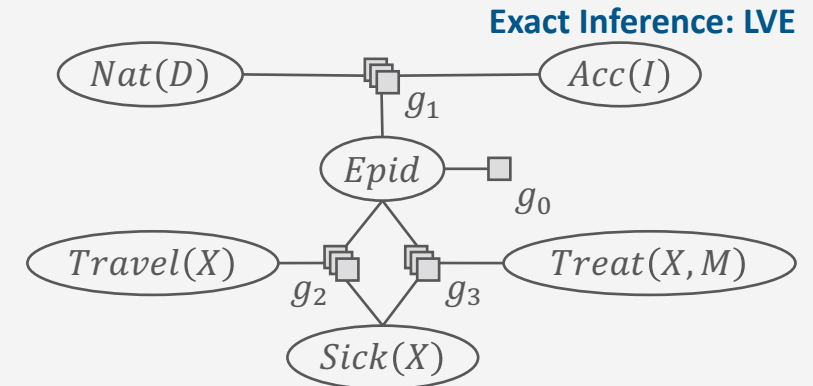 Exact Inference: LVE
Nat(D)
Acc(I)
g₁
Epid
g₀
Travel(X)
Treat(X, M)
g₂
g₃
Sick(X)